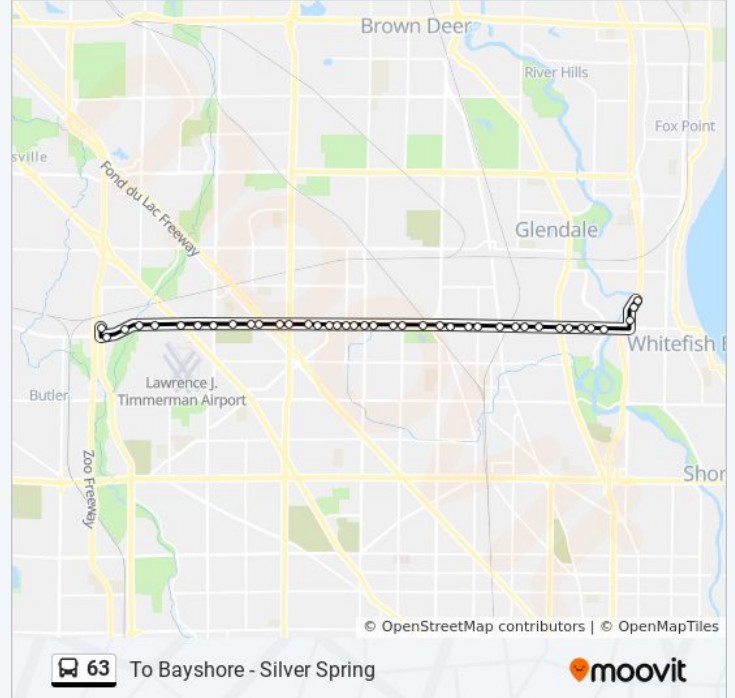 Brown Deer
River Hills
Fox Point
sville
Fond du Lac Freeway
Glendale
Whitefish B
Lawrence J.
Timmerman Airport
Butler
Zoo Freeway
Shor
© OpenStreetMap contributors | © OpenMapTiles
63 To Bayshore - Silver Spring
moovit